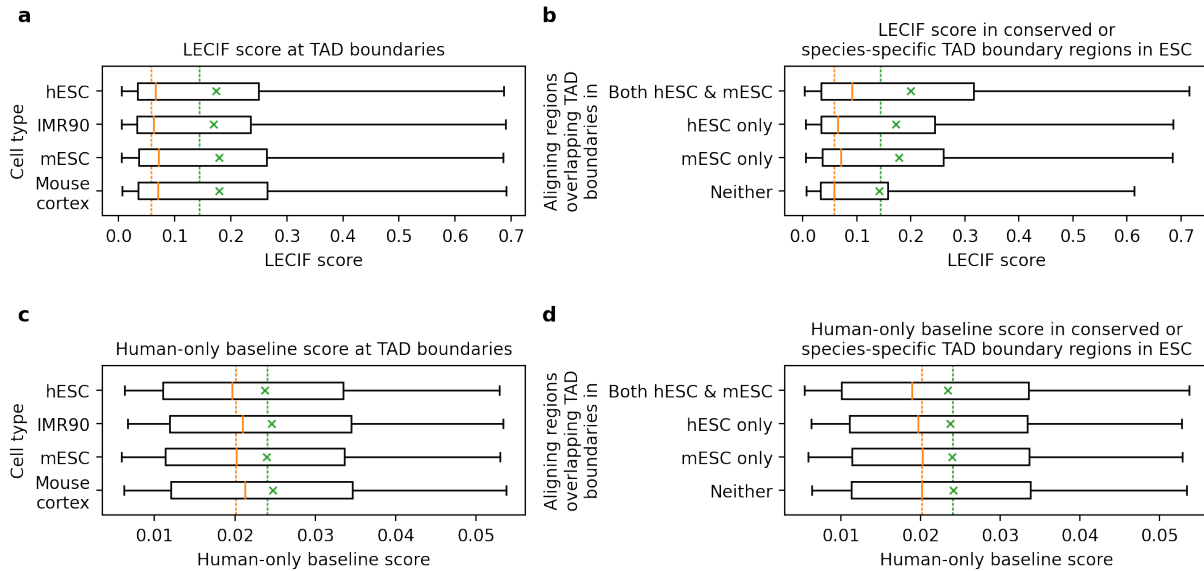 a
LECIF score at TAD boundaries
Cell type
hESC
IMR90
mESC
Mouse
cortex
0.0 0.1 0.2 0.3 0.4 0.5 0.6 0.7
LECIF score
b
LECIF score in conserved or
species-specific TAD boundary regions in ESC
Aligning regions
overlapping TAD
boundaries in
Both hESC & mESC
hESC only
mESC only
Neither
0.0 0.1 0.2 0.3 0.4 0.5 0.6 0.7
LECIF score
c
Human-only baseline score at TAD boundaries
Cell type
hESC
IMR90
mESC
Mouse
cortex
0.01 0.02 0.03 0.04 0.05
Human-only baseline score
d
Human-only baseline score in conserved or
species-specific TAD boundary regions in ESC
Aligning regions
overlapping TAD
boundaries in
Both hESC & mESC
hESC only
mESC only
Neither
0.01 0.02 0.03 0.04 0.05
Human-only baseline score